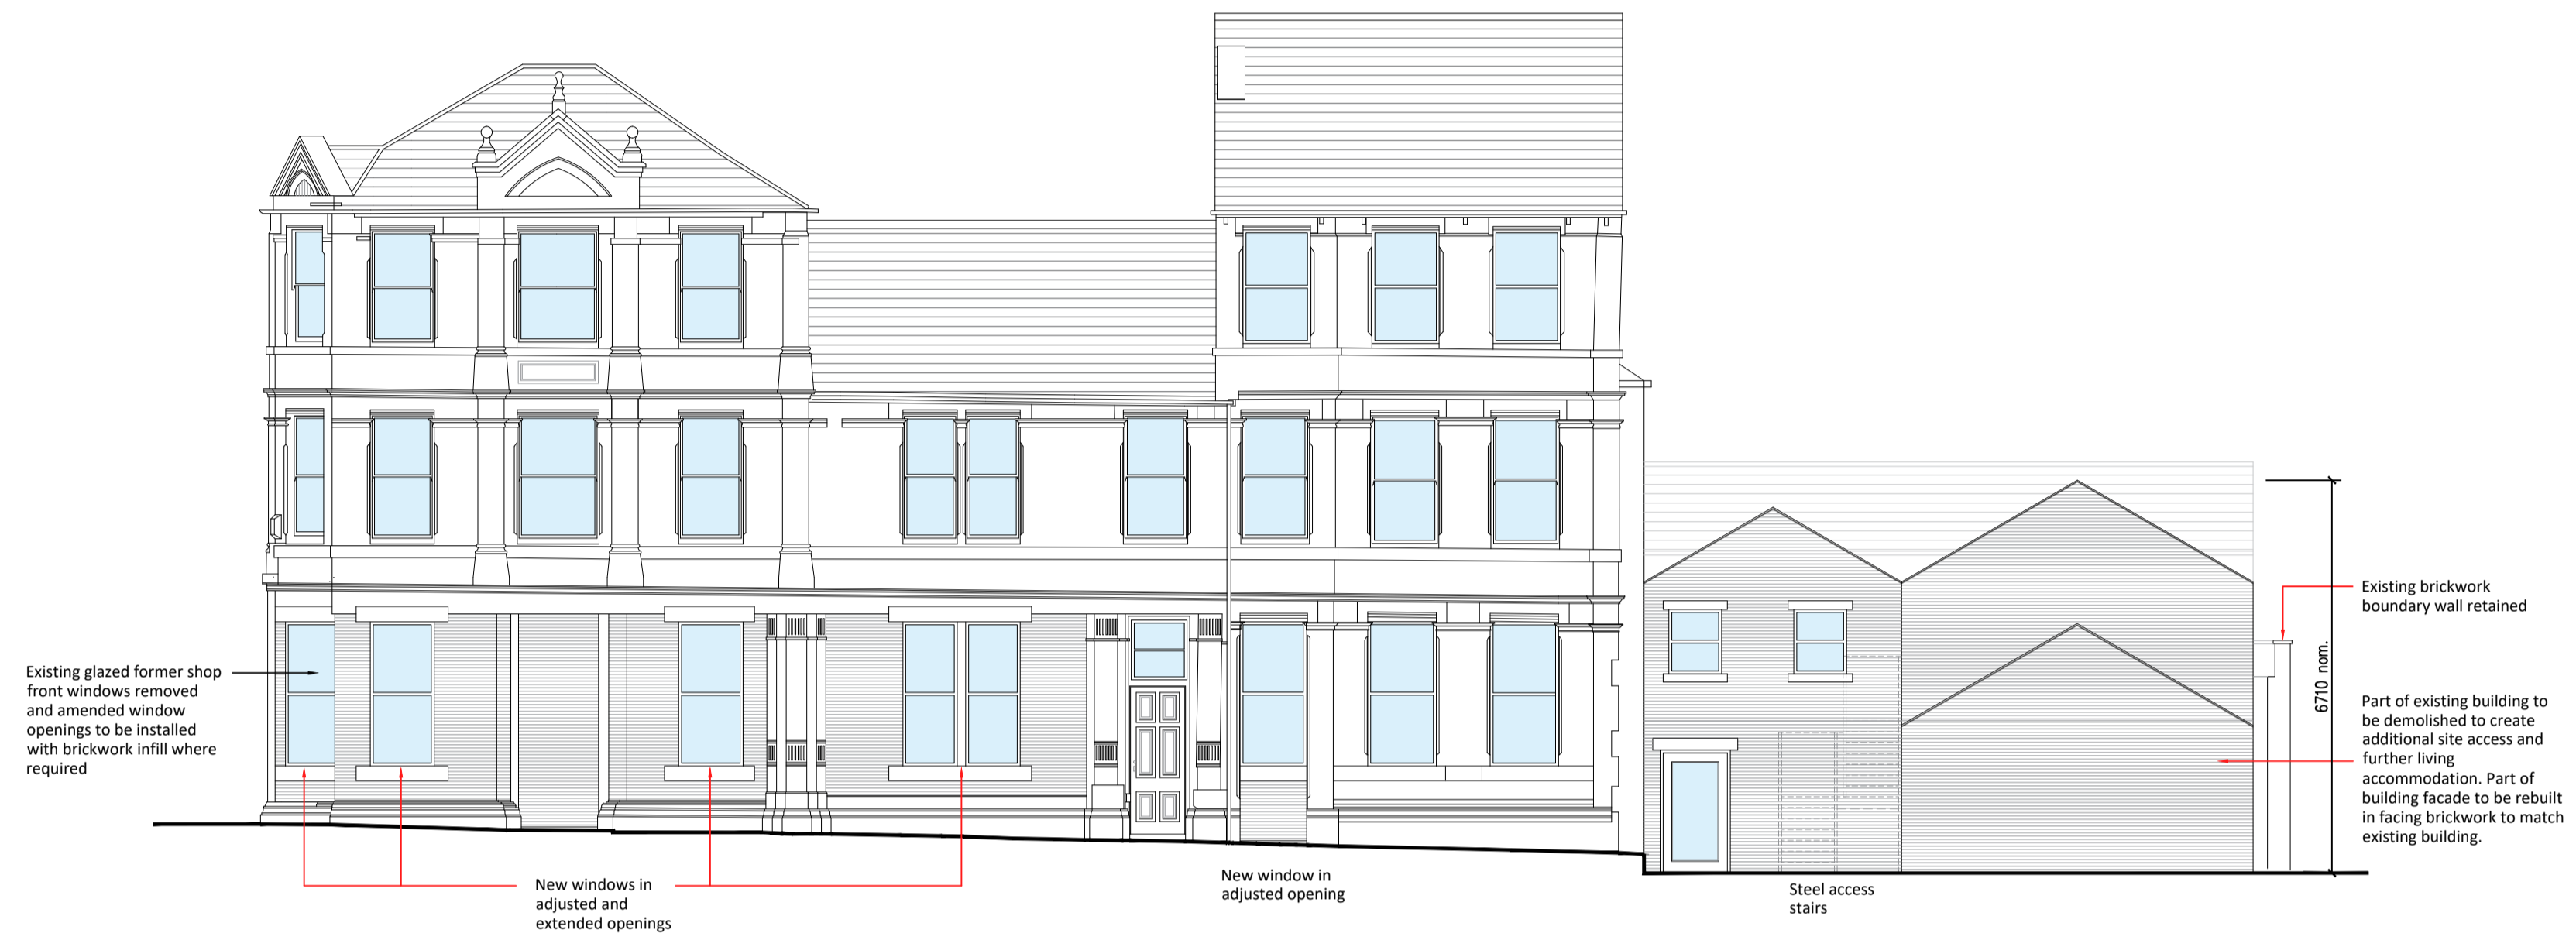 Existing glazed former shop
front windows removed
and amended window
openings to be installed
with brickwork infill where
required
New windows in
adjusted and
extended openings
New window in
adjusted opening
Steel access
stairs
6710 nom.
Existing brickwork
boundary wall retained
Part of existing building to
be demolished to create
additional site access and
further living
accommodation. Part of
building facade to be rebuilt
in facing brickwork to match
existing building.